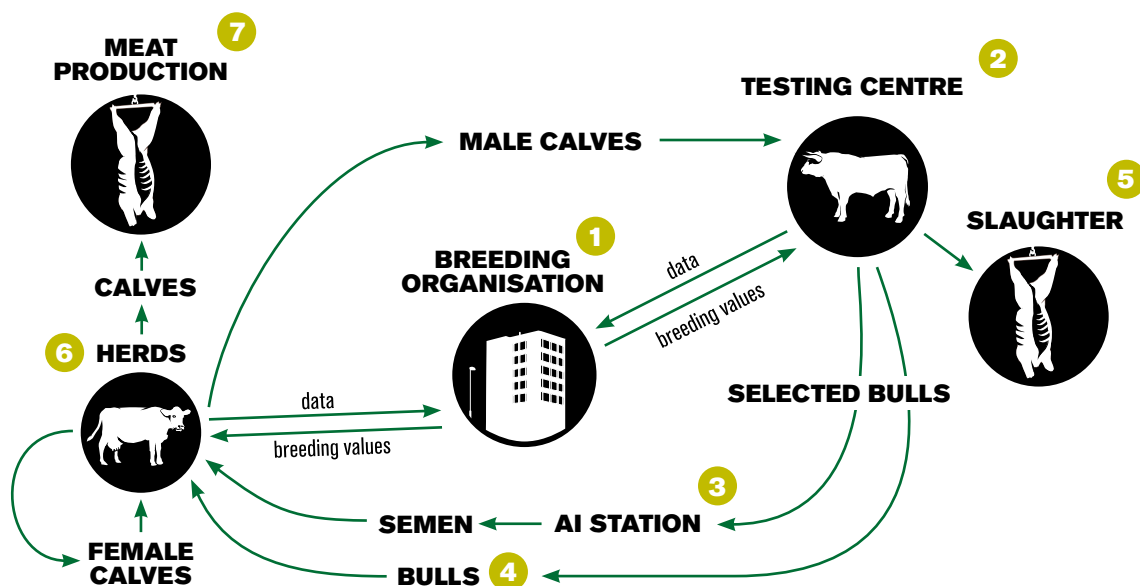 7
MEAT
PRODUCTION
2
TESTING CENTRE
MALE CALVES
5
SLAUGHTER
1
BREEDING
ORGANISATION
data
breeding values
CALVES
6 HERDS
data
breeding values
SELECTED BULLS
3
SEMEN
AI STATION
FEMALE
CALVES
BULLS 4